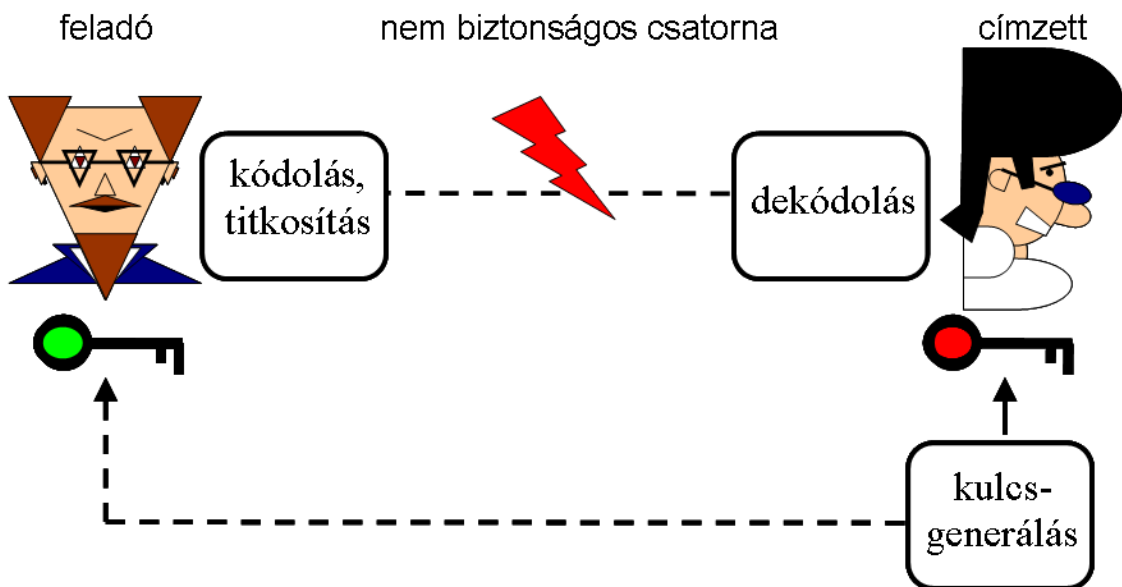 feladó
nem biztonságos csatorna
címzett
kódolás,
titkosítás
dekódolás
kulcs-
generálás